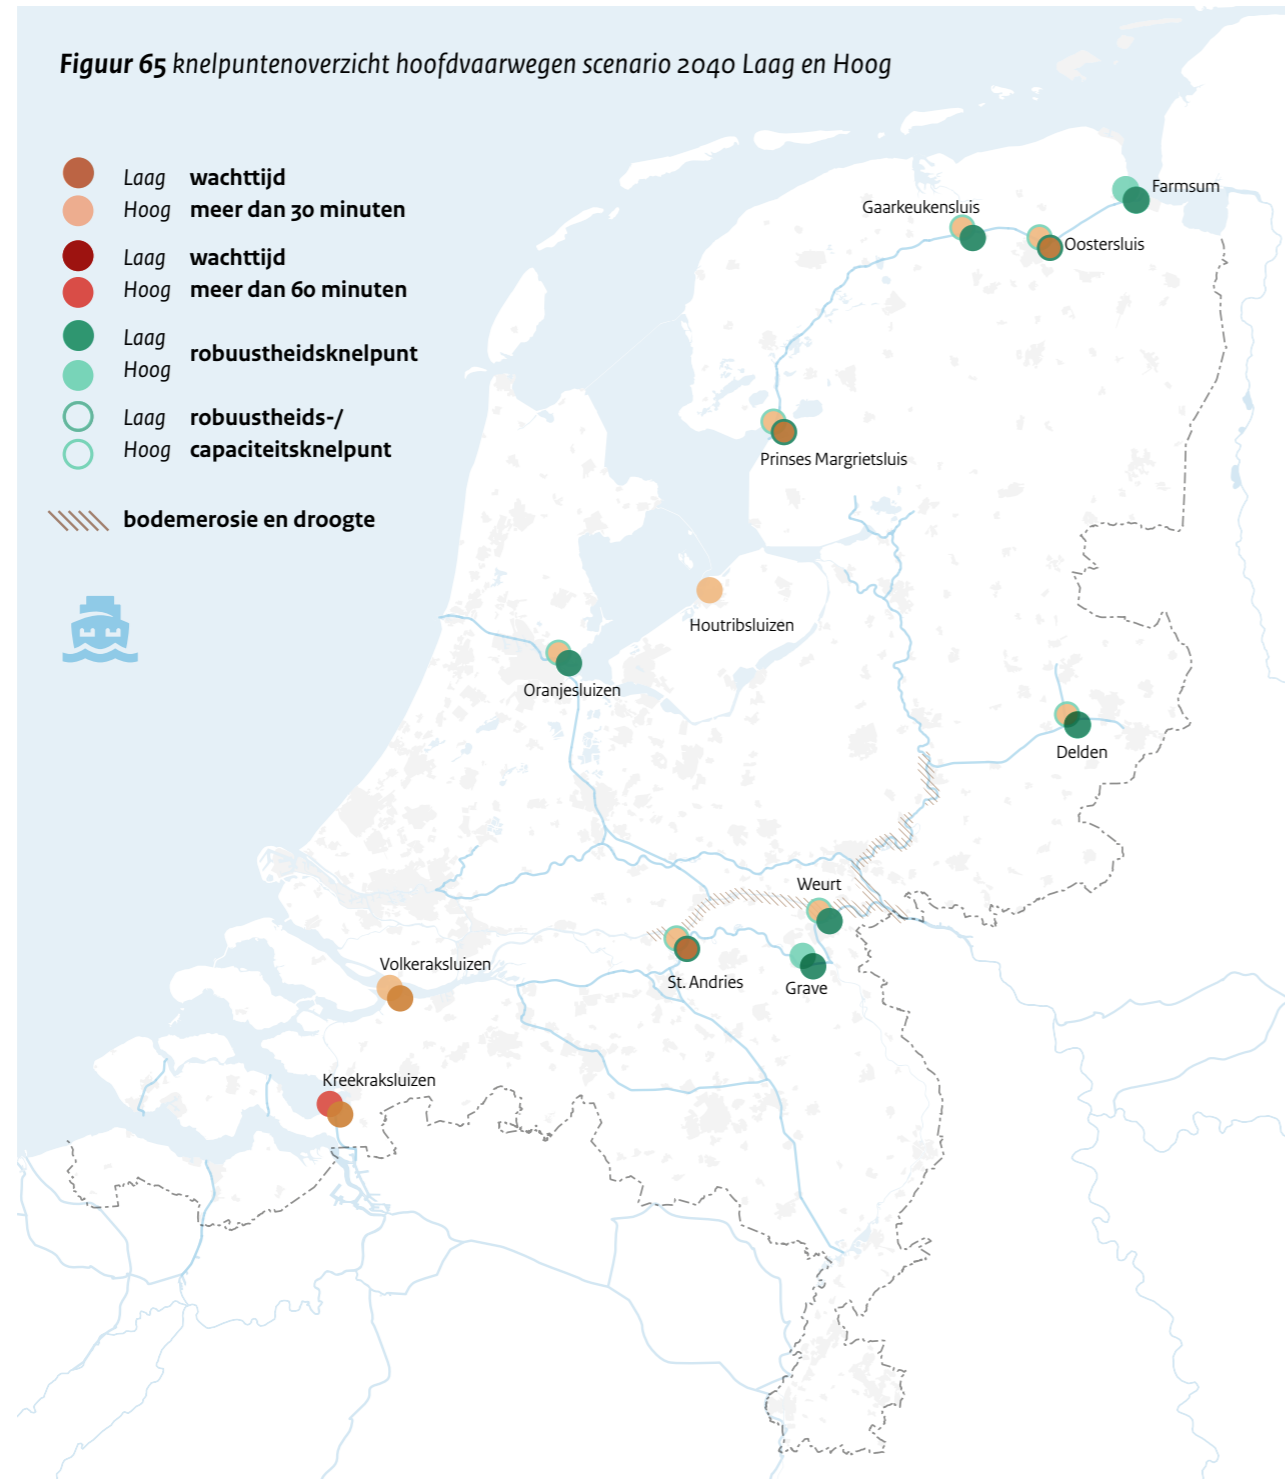 Figuur 65 knelpuntenoverzicht hoofdvaarwegen scenario 2040 Laag en Hoog
Laag wachttijd
Hoog meer dan 30 minuten
Laag wachttijd
Hoog meer dan 60 minuten
Laag
robuustheidsknelpunt
Hoog
Laag robuustheids-/
Hoog capaciteitsknelpunt
bodemerosie en droogte
Farmsum
Gaarkeukensluis
Oostersluis
Prinses Margrietsluis
Houtribsluizen
Oranjesluizen
Delden
Weurt
Volkeraksluizen
St. Andries
Grave
Kreekraksluizen